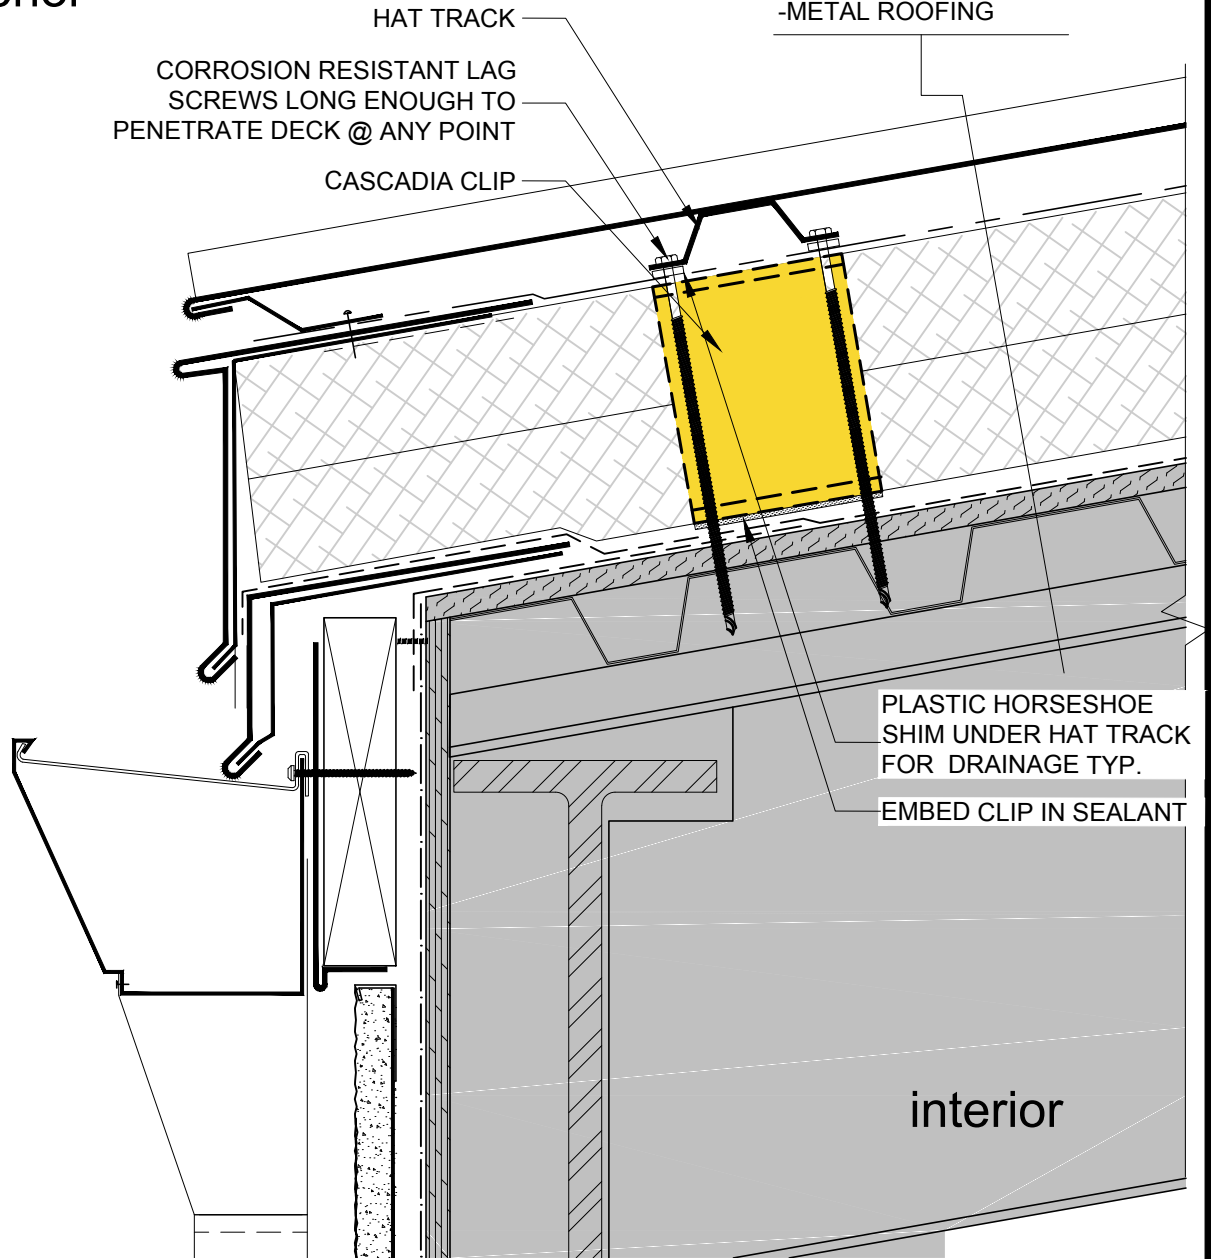 HAT TRACK
-METAL ROOFING
CORROSION RESISTANT LAG
SCREWS LONG ENOUGH TO
PENETRATE DECK @ ANY POINT
CASCADIA CLIP
PLASTIC HORSESHOE
SHIM UNDER HAT TRACK
FOR DRAINAGE TYP.
EMBED CLIP IN SEALANT
interior